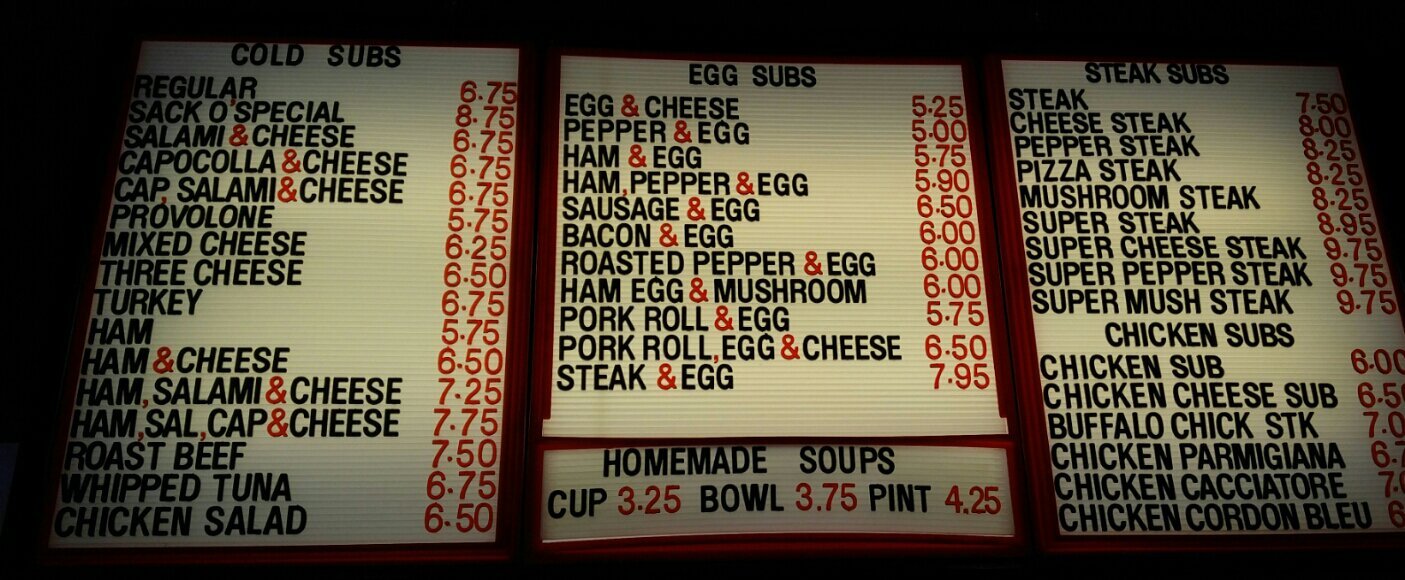 COLD SUBS
REGULAR 6.75
SACK O'SPECIAL 8.75
SALAMI & CHEESE 6.75
CAPOCOLLA & CHEESE 6.75
CAP, SALAMI & CHEESE 6.75
PROVOLONE 5.75
MIXED CHEESE 6.25
THREE CHEESE 6.50
TURKEY 6.75
HAM 5.75
HAM & CHEESE 6.50
HAM, SALAMI & CHEESE 7.25
HAM, SAL, CAP & CHEESE 7.75
ROAST BEEF 7.50
WHIPPED TUNA 6.75
CHICKEN SALAD 6.50
EGG SUBS
EGG & CHEESE 5.25
PEPPER & EGG 5.00
HAM & EGG 5.75
HAM, PEPPER & EGG 5.90
SAUSAGE & EGG 6.50
BACON & EGG 6.00
ROASTED PEPPER & EGG 6.00
HAM EGG & MUSHROOM 6.00
PORK ROLL & EGG 5.75
PORK ROLL, EGG & CHEESE 6.50
STEAK & EGG 7.95
HOMEMADE SOUPS
CUP 3.25 BOWL 3.75 PINT 4.25
STEAK SUBS
STEAK 7.50
CHEESE STEAK 8.00
PEPPER STEAK 8.25
PIZZA STEAK 8.25
MUSHROOM STEAK 8.25
SUPER STEAK 8.95
SUPER CHEESE STEAK 9.75
SUPER PEPPER STEAK 9.75
SUPER MUSH STEAK 9.75
CHICKEN SUBS
CHICKEN SUB 6.00
CHICKEN CHEESE SUB 6.5
BUFFALO CHICK STK 7.0
CHICKEN PARMIGIANA 6.
CHICKEN CACCIATORE 7.
CHICKEN CORDON BLEU